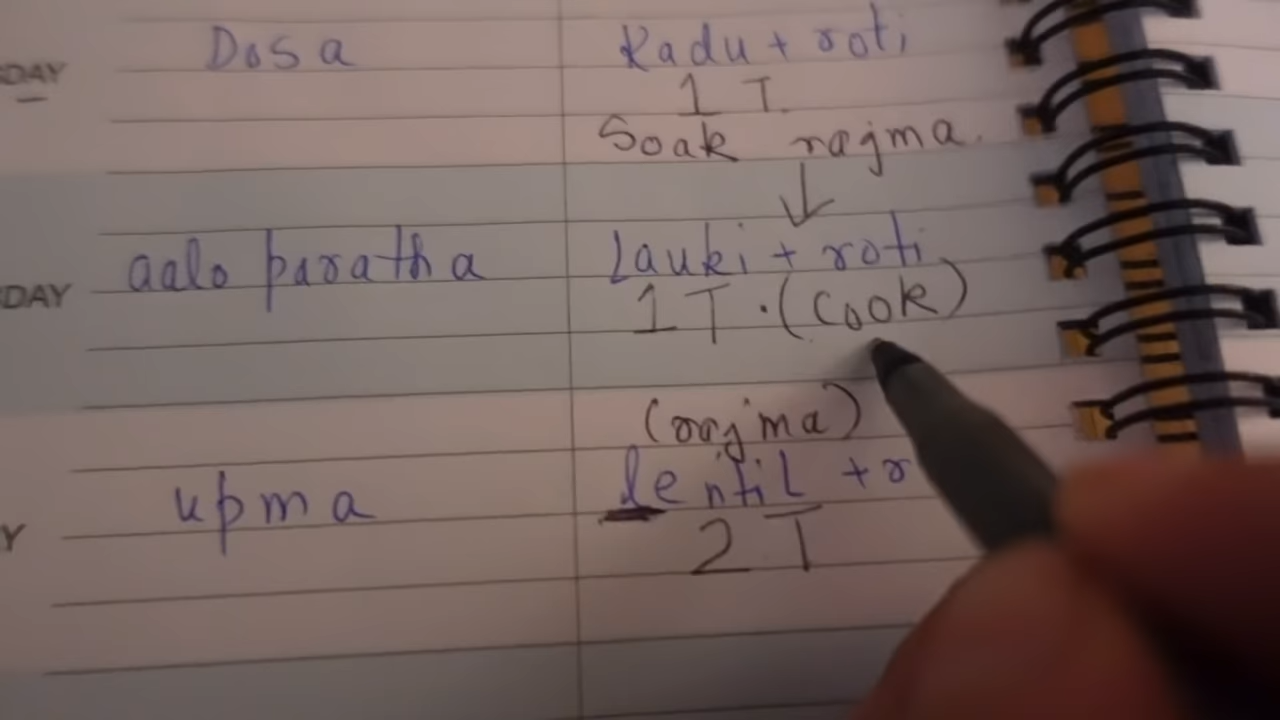 DAY Dosa Kadu + roti
1 T.
Soak rajma.
DAY aalo paratha Lauki + roti
1 T. (Cook)
(rajma)
Y upma lentil + r
2 T